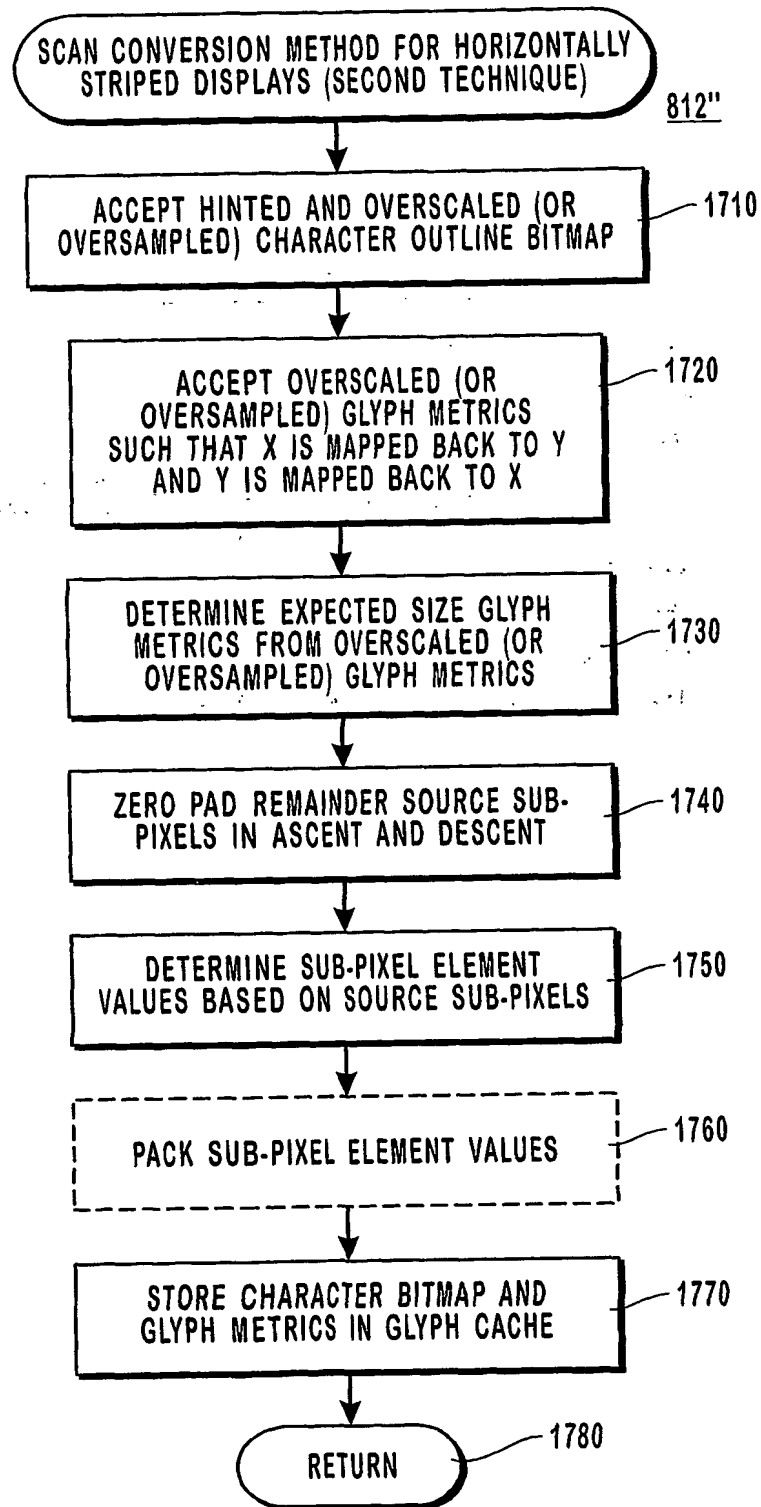 SCAN CONVERSION METHOD FOR HORIZONTALLY
STRIPED DISPLAYS (SECOND TECHNIQUE)
812"
ACCEPT HINTED AND OVERSCALED (OR
OVERSAMPLED) CHARACTER OUTLINE BITMAP
1710
ACCEPT OVERSCALED (OR
OVERSAMPLED) GLYPH METRICS
SUCH THAT X IS MAPPED BACK TO Y
AND Y IS MAPPED BACK TO X
1720
DETERMINE EXPECTED SIZE GLYPH
METRICS FROM OVERSCALED (OR
OVERSAMPLED) GLYPH METRICS
1730
ZERO PAD REMAINDER SOURCE SUB-
PIXELS IN ASCENT AND DESCENT
1740
DETERMINE SUB-PIXEL ELEMENT
VALUES BASED ON SOURCE SUB-PIXELS
1750
PACK SUB-PIXEL ELEMENT VALUES
1760
STORE CHARACTER BITMAP AND
GLYPH METRICS IN GLYPH CACHE
1770
RETURN
1780